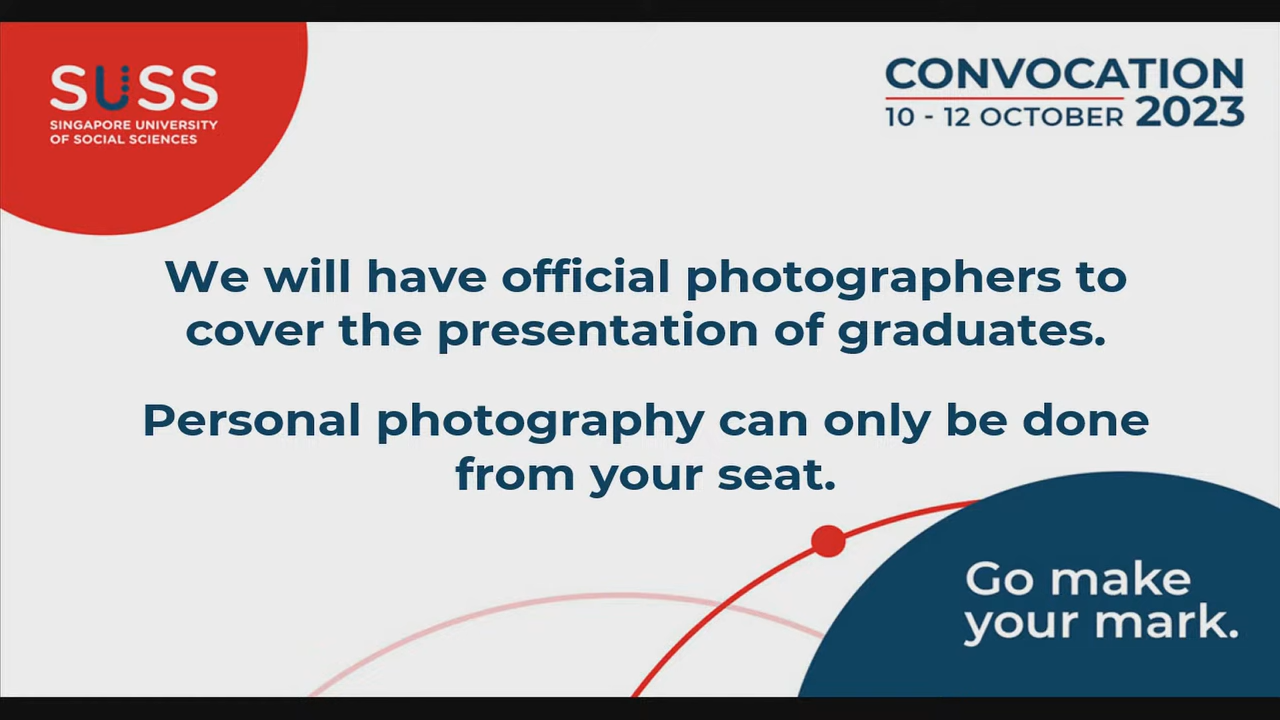 SUSS
SINGAPORE UNIVERSITY
OF SOCIAL SCIENCES
CONVOCATION
10 - 12 OCTOBER 2023
We will have official photographers to
cover the presentation of graduates.
Personal photography can only be done
from your seat.
Go make
your mark.